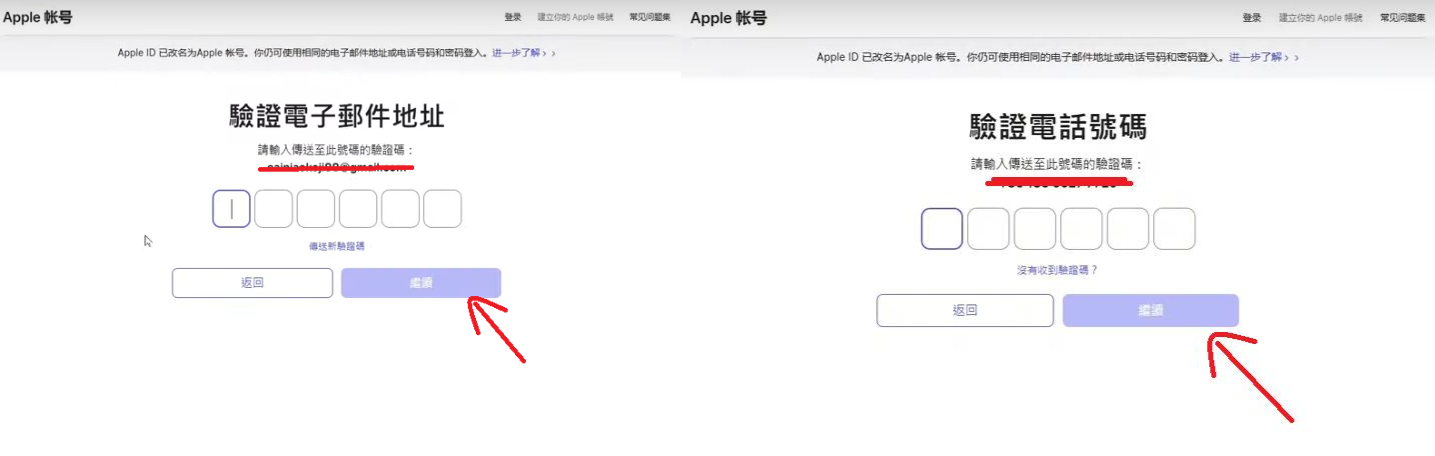 Apple 帐号
登录 建立你的 Apple 帳號 常见问题集
Apple ID 已改名为Apple 帐号。你仍可使用相同的电子邮件地址或电话号码和密码登入。进一步了解 > >
驗證電子郵件地址
請輸入傳送至此號碼的驗證碼：
傳送新驗證碼
返回 繼續
Apple 帐号
登录 建立你的 Apple 帳號 常见问题集
Apple ID 已改名为Apple 帐号。你仍可使用相同的电子邮件地址或电话号码和密码登入。进一步了解 > >
驗證電話號碼
請輸入傳送至此號碼的驗證碼：
沒有收到驗證碼？
返回 繼續